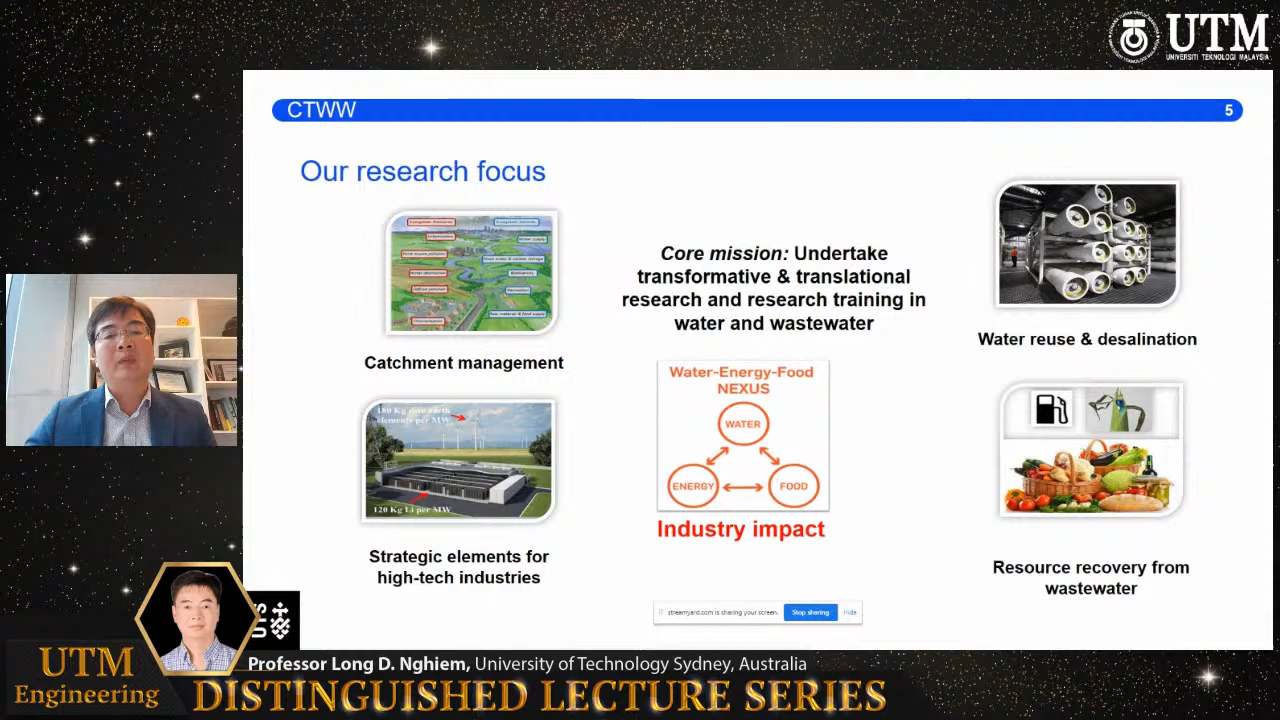 UTM
UNIVERSITI TEKNOLOGI MALAYSIA
CTWW
5
Our research focus
Catchment management
180 Kg rare earth
elements per MW
120 Kg Li per MW
Strategic elements for
high-tech industries
Core mission: Undertake
transformative & translational
research and research training in
water and wastewater
Water-Energy-Food
NEXUS
WATER
ENERGY
FOOD
Industry impact
Water reuse & desalination
Resource recovery from
wastewater
streamyard.com is sharing your screen.
Stop sharing
Hide
UTS
UTM
Engineering
Professor Long D. Nghiem, University of Technology Sydney, Australia
DISTINGUISHED LECTURE SERIES